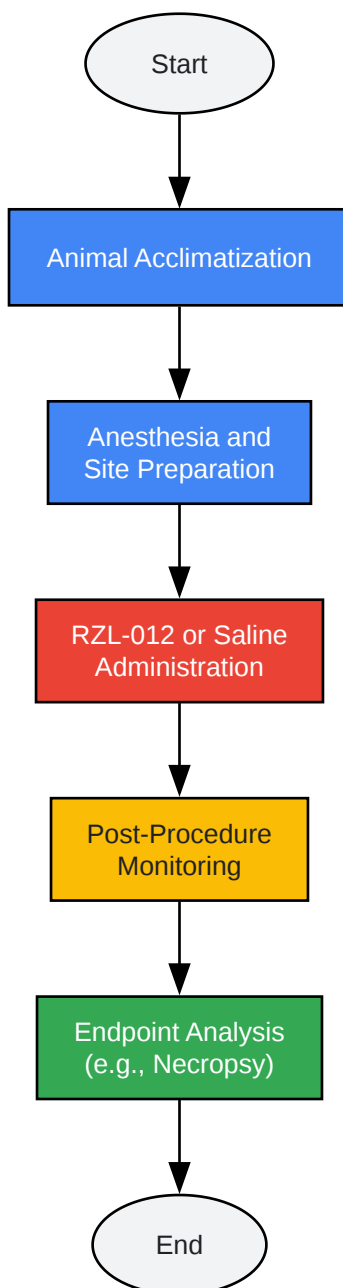 Start
Animal Acclimatization
Anesthesia and
Site Preparation
RZL-012 or Saline
Administration
Post-Procedure
Monitoring
Endpoint Analysis
(e.g., Necropsy)
End